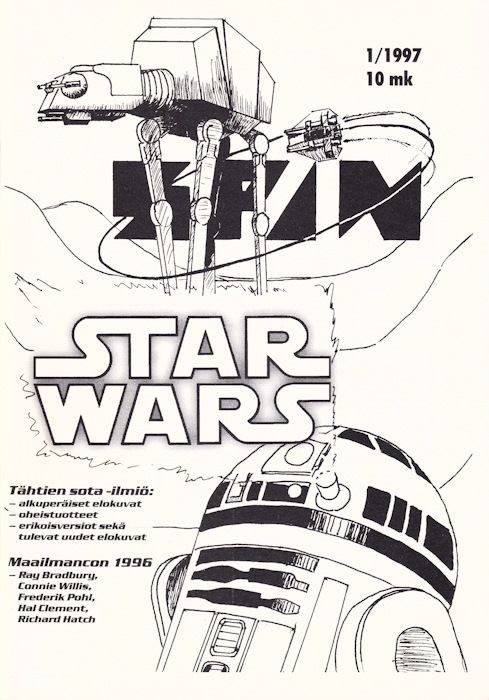 1/1997
10 mk
SPIN
STAR
WARS
Tähtien sota -ilmiö:
– alkuperäiset elokuvat
– oheistuotteet
– erikoisversiot sekä
tulevat uudet elokuvat
Maailmancon 1996
– Ray Bradbury,
Connie Willis,
Frederik Pohl,
Hal Clement,
Richard Hatch